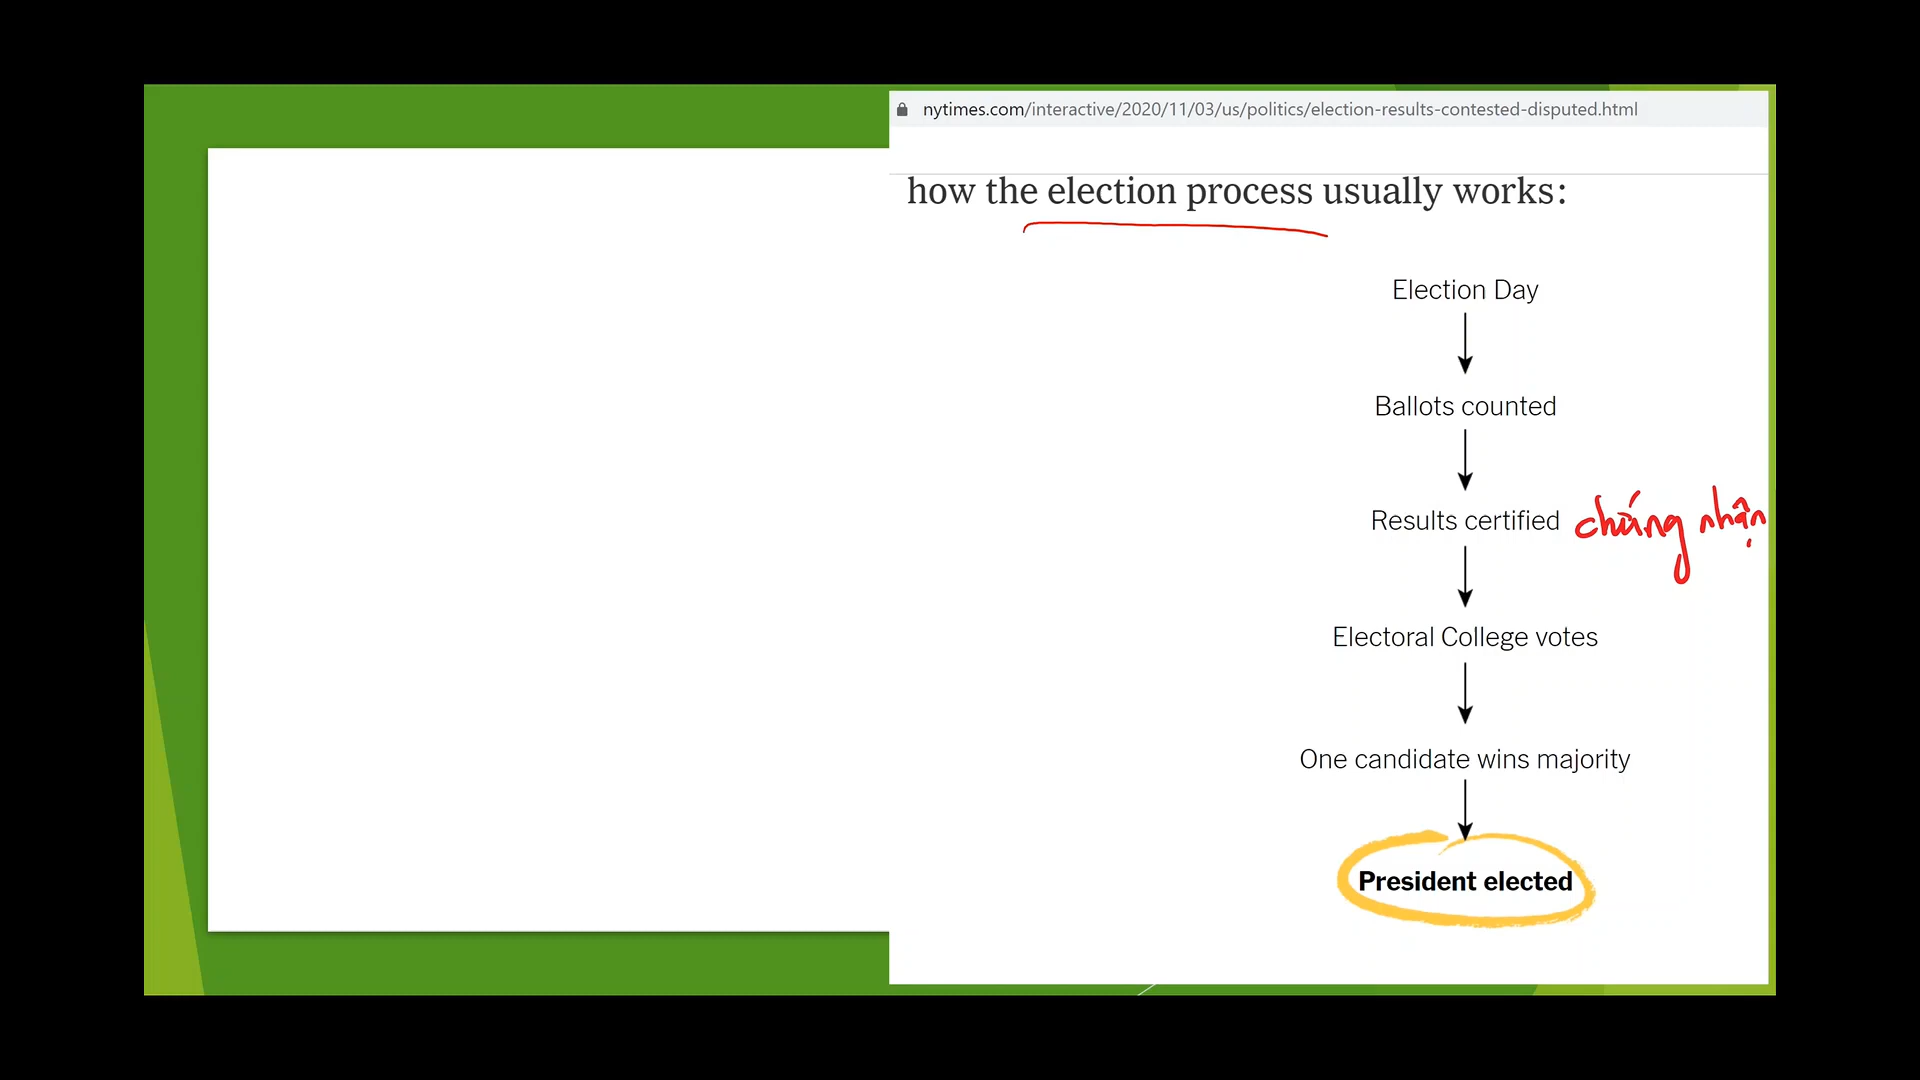 nytimes.com/interactive/2020/11/03/us/politics/election-results-contested-disputed.html
how the election process usually works:
Election Day
Ballots counted
Results certified chứng nhận
Electoral College votes
One candidate wins majority
President elected